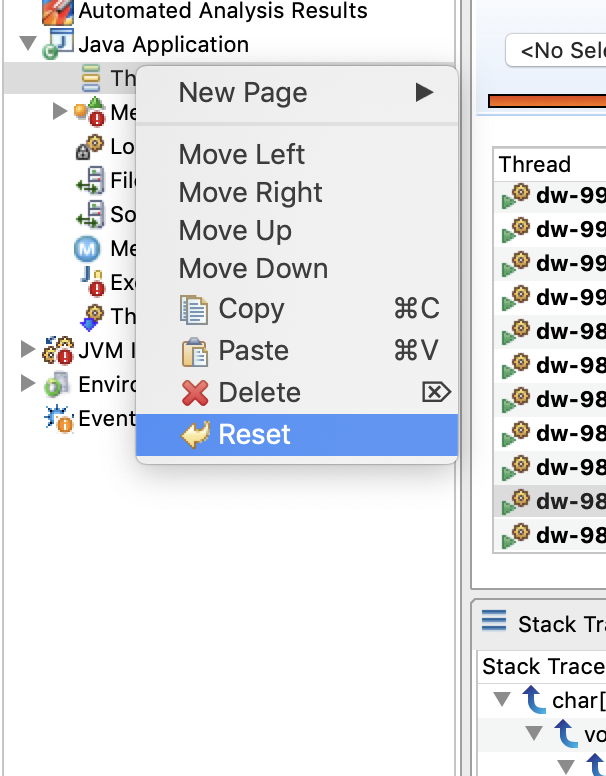 Automated Analysis Results
Java Application
Th
Me
Lo
File
So
Me
Exc
Th
JVM I
Enviro
Event
New Page
Move Left
Move Right
Move Up
Move Down
Copy ⌘C
Paste ⌘V
Delete ⌦
Reset
<No Sele
Thread
dw-99
dw-99
dw-99
dw-99
dw-98
dw-98
dw-98
dw-98
dw-98
dw-98
dw-98
Stack Tra
Stack Trace
char[
vo